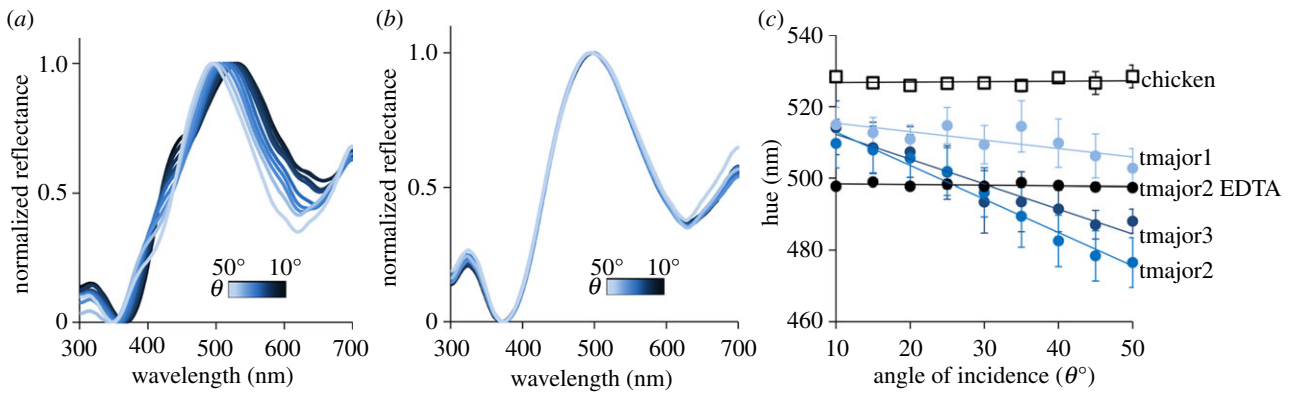 (a)
normalized reflectance
1.0
0.5
0
300 400 500 600 700
wavelength (nm)
50° 10°
θ
(b)
normalized reflectance
1.0
0.5
0
300 400 500 600 700
wavelength (nm)
50° 10°
θ
(c)
hue (nm)
540
520
500
480
460
10 20 30 40 50
angle of incidence (θ°)
chicken
tmajor1
tmajor2 EDTA
tmajor3
tmajor2